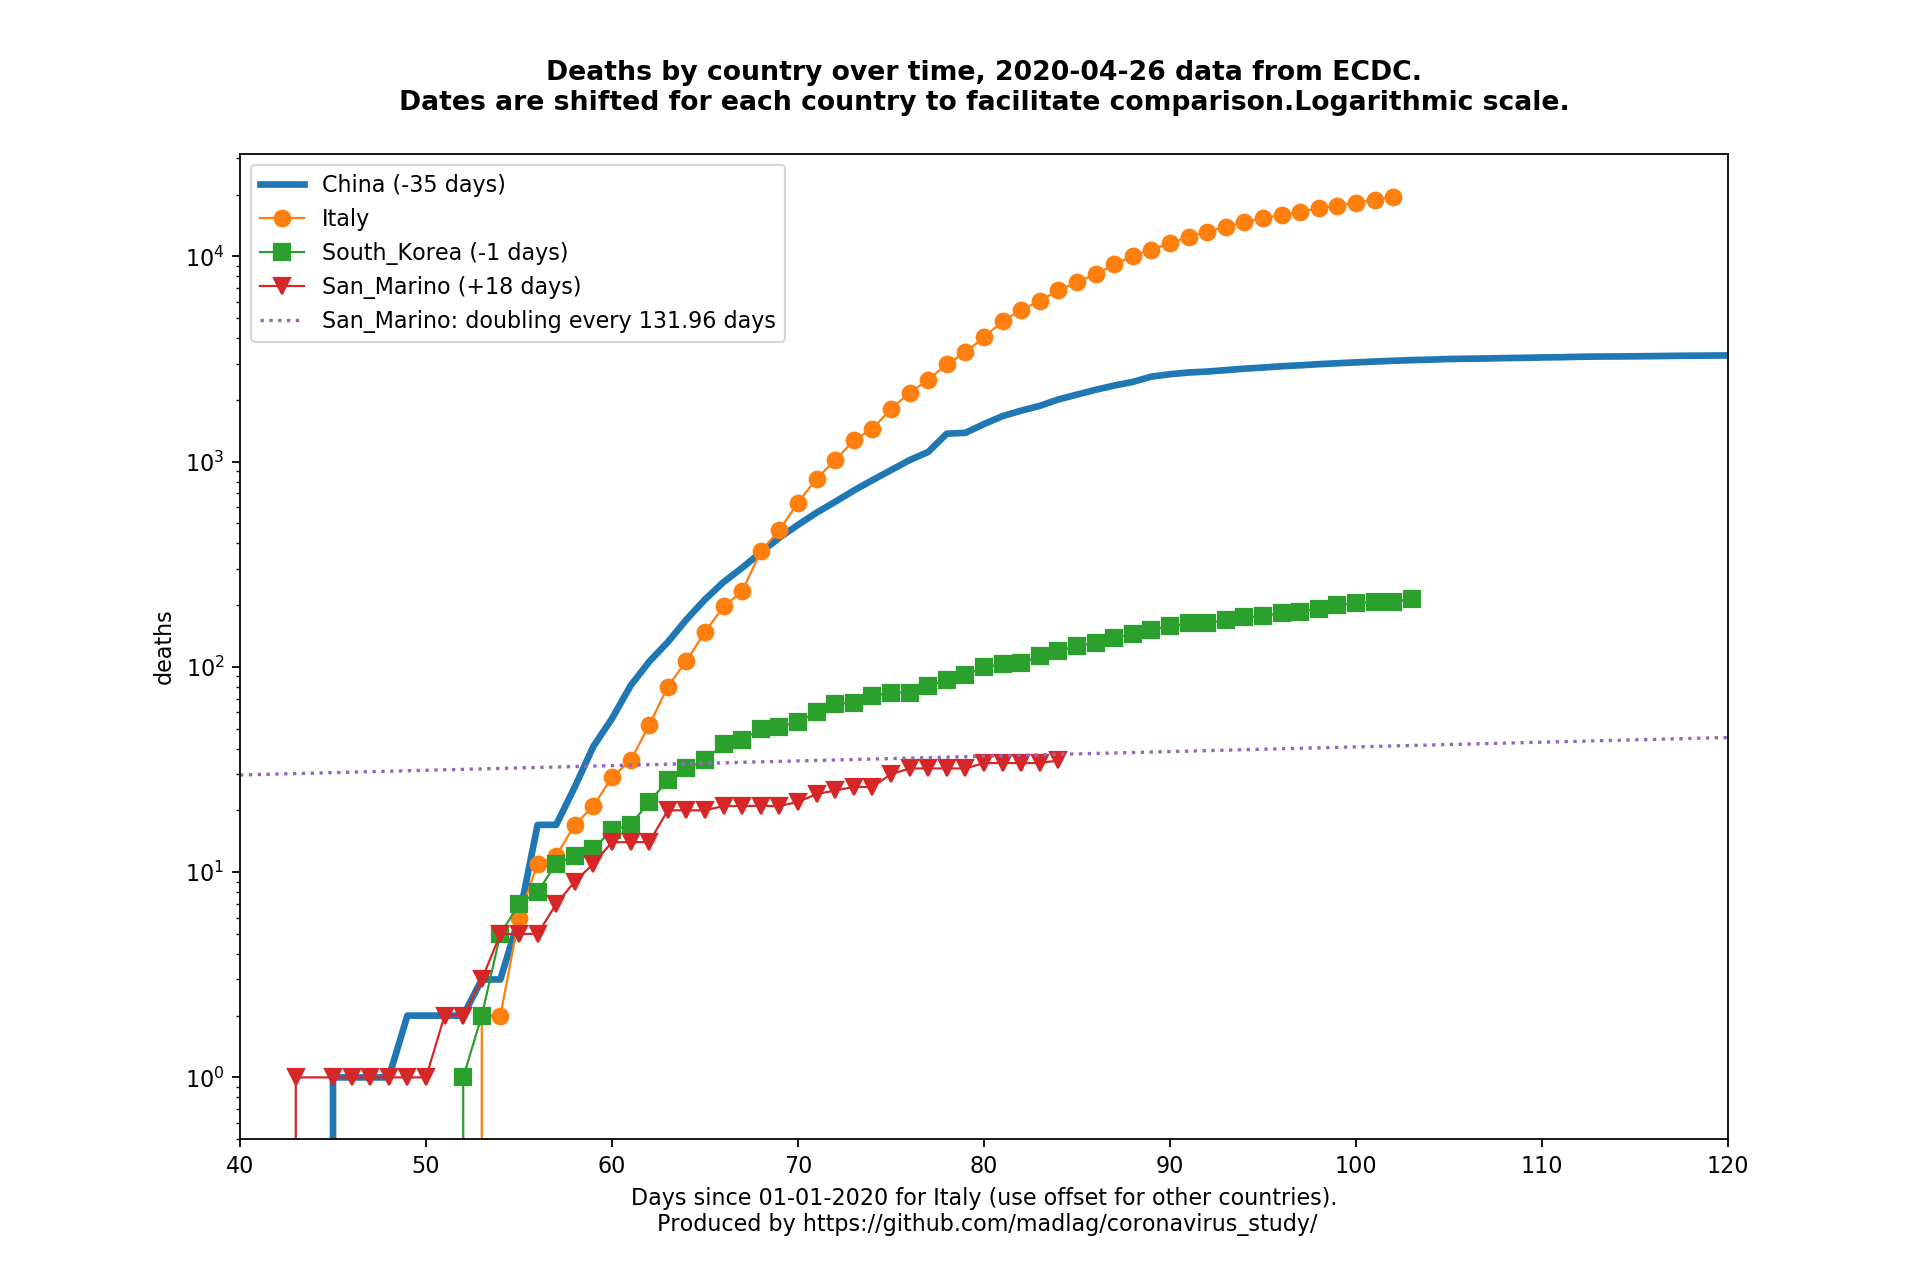 Deaths by country over time, 2020-04-26 data from ECDC.
Dates are shifted for each country to facilitate comparison.Logarithmic scale.
China (-35 days)
Italy
South_Korea (-1 days)
San_Marino (+18 days)
San_Marino: doubling every 131.96 days
deaths
10⁴
10³
10²
10¹
10⁰
40 50 60 70 80 90 100 110 120
Days since 01-01-2020 for Italy (use offset for other countries).
Produced by https://github.com/madlag/coronavirus_study/